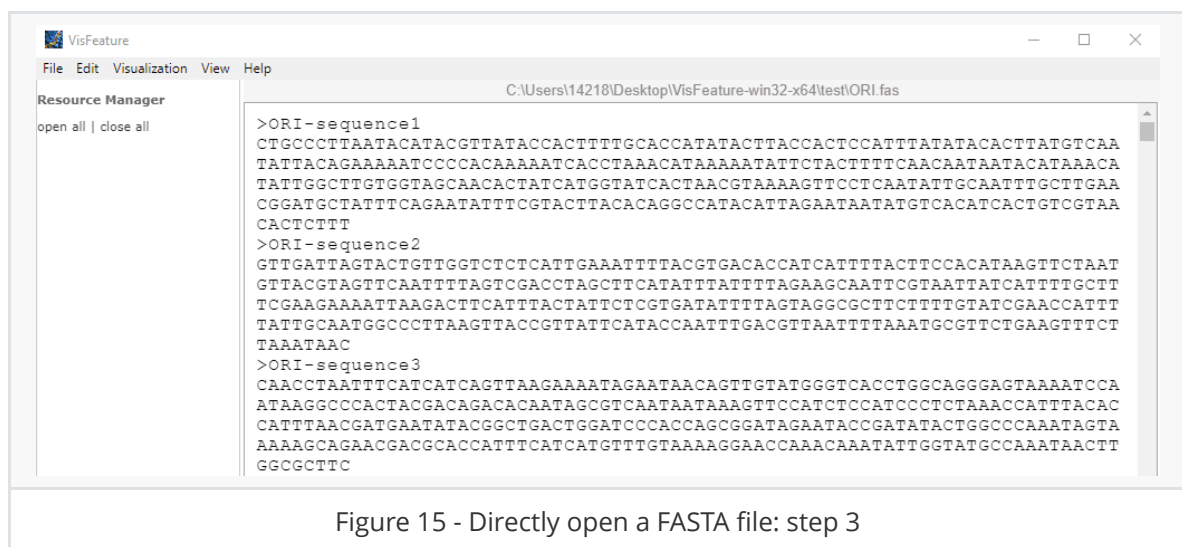 VisFeature
File Edit Visualization View Help
Resource Manager
C:\Users\14218\Desktop\VisFeature-win32-x64\test\ORI.fas
open all | close all
>ORI-sequence1
CTGCCCTTAATACATACGTTATACCACTTTTGCACCATATACTTACCACTCCATTTATATACACTTATGTCAA
TATTACAGAAAAATCCCCACAAAAATCACCTAAACATAAAAATATTCTACTTTTCAACAATAATACATAAACA
TATTGGCTTGTGGTAGCAACACTATCATGGTATCACTAACGTAAAAGTTCCTCAATATTGCAATTTGCTTGAA
CGGATGCTATTTCAGAATATTTCGTACTTACACAGGCCATACATTAGAATAATATGTCACATCACTGTCGTAA
CACTCTTT
>ORI-sequence2
GTTGATTAGTACTGTTGGTCTCTCATTGAAATTTTACGTGACACCATCATTTTACTTCCACATAAGTTCTAAT
GTTACGTAGTTCAATTTTAGTCGACCTAGCTTCATATTTATTTTAGAAGCAATTCGTAATTATCATTTTGCTT
TCGAAGAAAATTAAGACTTCATTTACTATTCTCGTGATATTTTAGTAGGCGCTTCTTTTGTATCGAACCATTT
TATTGCAATGGCCCTTAAGTTACCGTTATTCATACCAATTTGACGTTAATTTTAAATGCGTTCTGAAGTTTCT
TAAATAAC
>ORI-sequence3
CAACCTAATTTCATCATCAGTTAAGAAAATAGAATAACAGTTGTATGGGTCACCTGGCAGGGAGTAAAATCCA
ATAAGGCCCACTACGACAGACACAATAGCGTCAATAATAAAGTTCCATCTCCATCCCTCTAAACCATTTACAC
CATTTAACGATGAATATACGGCTGACTGGATCCCACCAGCGGATAGAATACCGATATACTGGCCCAAATAGTA
AAAAGCAGAACGACGCACCATTTCATCATGTTTGTAAAAGGAACCAAACAAATATTGGTATGCCAAATAACTT
GGCGCTTC
Figure 15 - Directly open a FASTA file: step 3